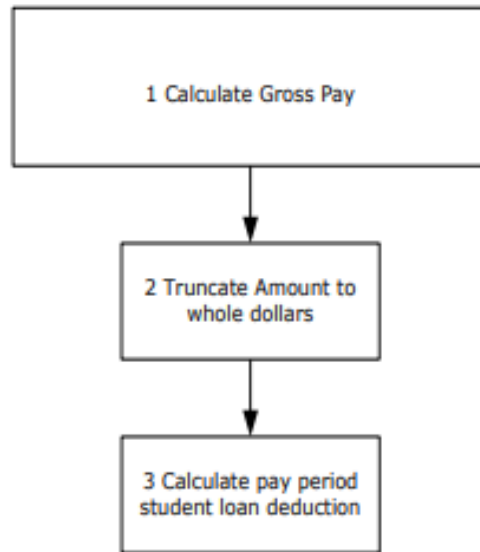 1 Calculate Gross Pay
2 Truncate Amount to
whole dollars
3 Calculate pay period
student loan deduction